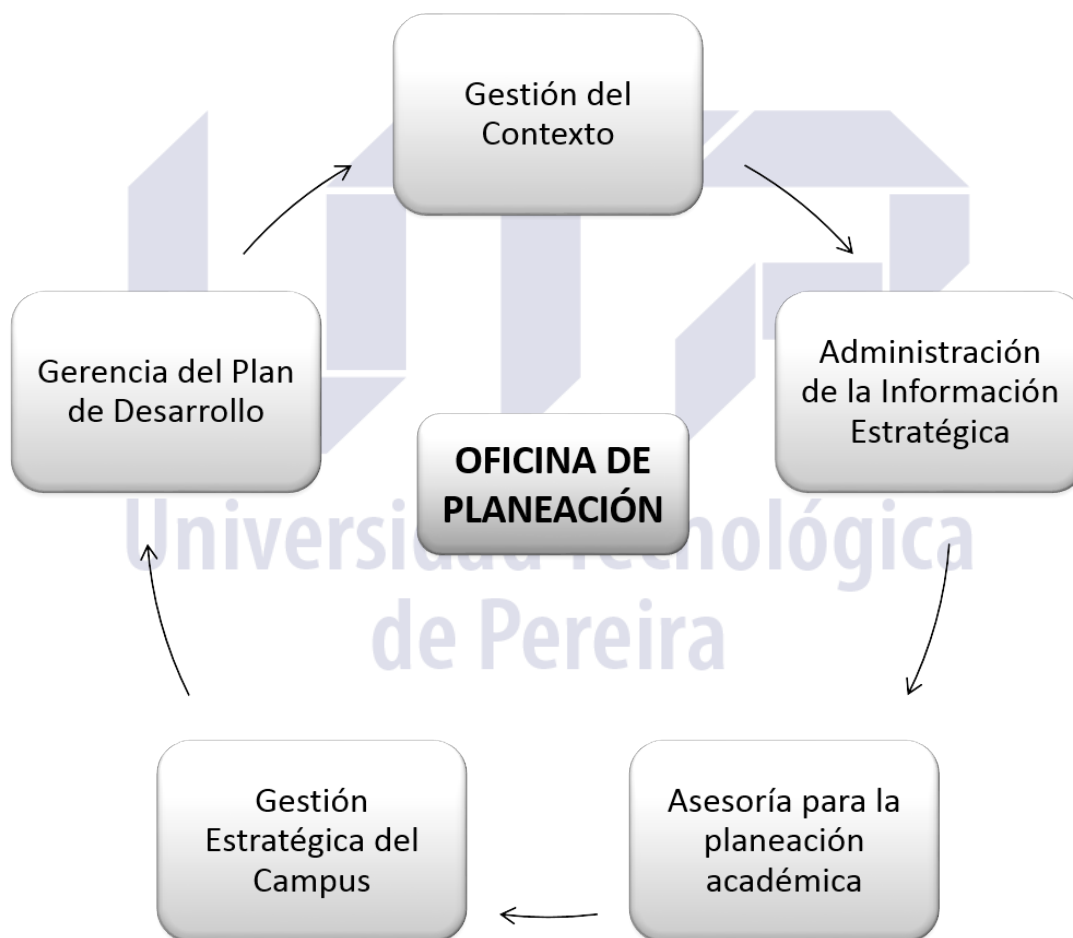 Gestión del
Contexto
Administración
de la Información
Estratégica
Asesoría para la
planeación
académica
Gestión
Estratégica del
Campus
Gerencia del Plan
de Desarrollo
OFICINA DE
PLANEACIÓN
UTP
Universidad Tecnológica
de Pereira